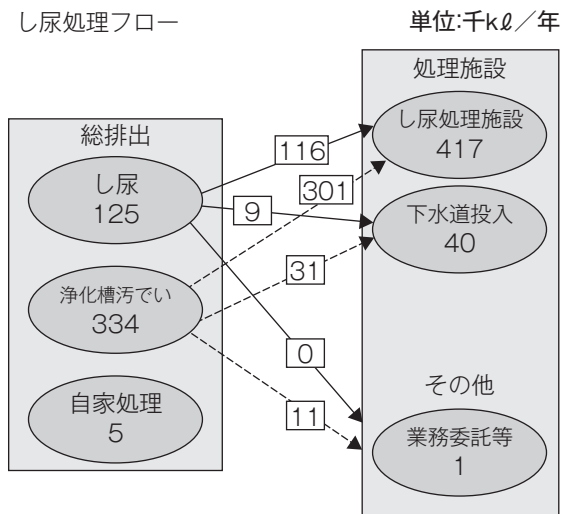 し尿処理フロー
単位:千kℓ／年
総排出
し尿
125
浄化槽汚でい
334
自家処理
5
116
301
9
31
0
11
処理施設
し尿処理施設
417
下水道投入
40
その他
業務委託等
1